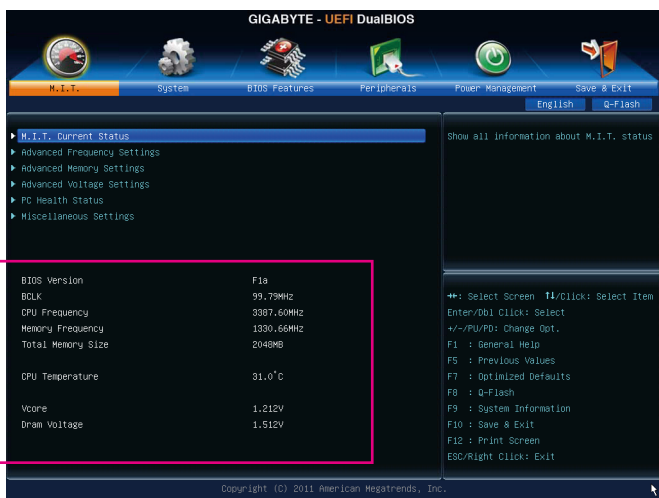 GIGABYTE - UEFI DualBIOS
M.I.T.
System
BIOS Features
Peripherals
Power Management
Save & Exit
English
Q-Flash
M.I.T. Current Status
Advanced Frequency Settings
Advanced Memory Settings
Advanced Voltage Settings
PC Health Status
Miscellaneous Settings
BIOS Version F1a
BCLK 99.79MHz
CPU Frequency 3387.60MHz
Memory Frequency 1330.66MHz
Total Memory Size 2048MB
CPU Temperature 31.0°C
Vcore 1.212V
Dram Voltage 1.512V
Show all information about M.I.T. status
→←: Select Screen ↑↓/Click: Select Item
Enter/Dbl Click: Select
+/-/PU/PD: Change Opt.
F1 : General Help
F5 : Previous Values
F7 : Optimized Defaults
F8 : Q-Flash
F9 : System Information
F10 : Save & Exit
F12 : Print Screen
ESC/Right Click: Exit
Copyright (C) 2011 American Megatrends, Inc.